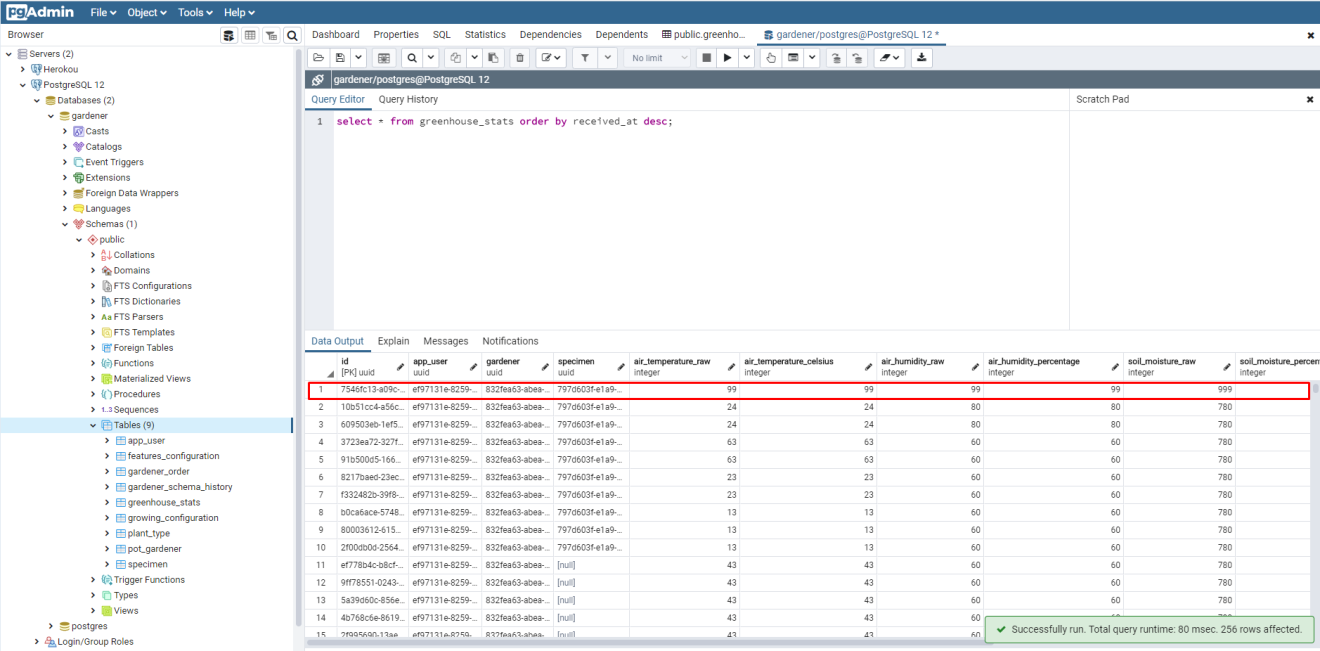 pgAdmin File Object Tools Help
Browser
Dashboard Properties SQL Statistics Dependencies Dependents public.greenho... gardener/postgres@PostgreSQL 12 *
Servers (2)
Herokou
PostgreSQL 12
Databases (2)
gardener
Casts
Catalogs
Event Triggers
Extensions
Foreign Data Wrappers
Languages
Schemas (1)
public
Collations
Domains
FTS Configurations
FTS Dictionaries
FTS Parsers
FTS Templates
Foreign Tables
Functions
Materialized Views
Procedures
1..3 Sequences
Tables (9)
app_user
features_configuration
gardener_order
gardener_schema_history
greenhouse_stats
growing_configuration
plant_type
pot_gardener
specimen
Trigger Functions
Types
Views
postgres
Login/Group Roles
No limit
gardener/postgres@PostgreSQL 12
Query Editor Query History
Scratch Pad
1 select * from greenhouse_stats order by received_at desc;
Data Output Explain Messages Notifications
id app_user gardener specimen air_temperature_raw air_temperature_celsius air_humidity_raw air_humidity_percentage soil_moisture_raw soil_moisture_percen
[PK] uuid uuid uuid uuid integer integer integer integer integer integer
1 7546fc13-a09c-... ef97131e-8259-... 832fea63-abea-... 797d603f-e1a9-... 99 99 99 99 999
2 10b51cc4-a56c... ef97131e-8259-... 832fea63-abea-... 797d603f-e1a9-... 24 24 80 80 780
3 609503eb-1ef5... ef97131e-8259-... 832fea63-abea-... 797d603f-e1a9-... 24 24 80 80 780
4 3723ea72-327f... ef97131e-8259-... 832fea63-abea-... 797d603f-e1a9-... 63 63 60 60 780
5 91b500d5-166... ef97131e-8259-... 832fea63-abea-... 797d603f-e1a9-... 63 63 60 60 780
6 8217baed-23ec... ef97131e-8259-... 832fea63-abea-... 797d603f-e1a9-... 23 23 60 60 780
7 f332482b-39f8-... ef97131e-8259-... 832fea63-abea-... 797d603f-e1a9-... 23 23 60 60 780
8 b0ca6ace-5748... ef97131e-8259-... 832fea63-abea-... 797d603f-e1a9-... 13 13 60 60 780
9 80003612-615... ef97131e-8259-... 832fea63-abea-... 797d603f-e1a9-... 13 13 60 60 780
10 2f00db0d-2564... ef97131e-8259-... 832fea63-abea-... 797d603f-e1a9-... 13 13 60 60 780
11 ef778b4c-b8cf-... ef97131e-8259-... 832fea63-abea-... [null] 43 43 60 60 780
12 9ff78551-0243-... ef97131e-8259-... 832fea63-abea-... [null] 43 43 60 60 780
13 5a39d60c-856e... ef97131e-8259-... 832fea63-abea-... [null] 43 43 60 60 780
14 4b768c6e-8619... ef97131e-8259-... 832fea63-abea-... [null] 43 43 60
15 2f995690-13ae... ef97131e-8259-... 832fea63-abea-... [null] 43 43 60
Successfully run. Total query runtime: 80 msec. 256 rows affected.